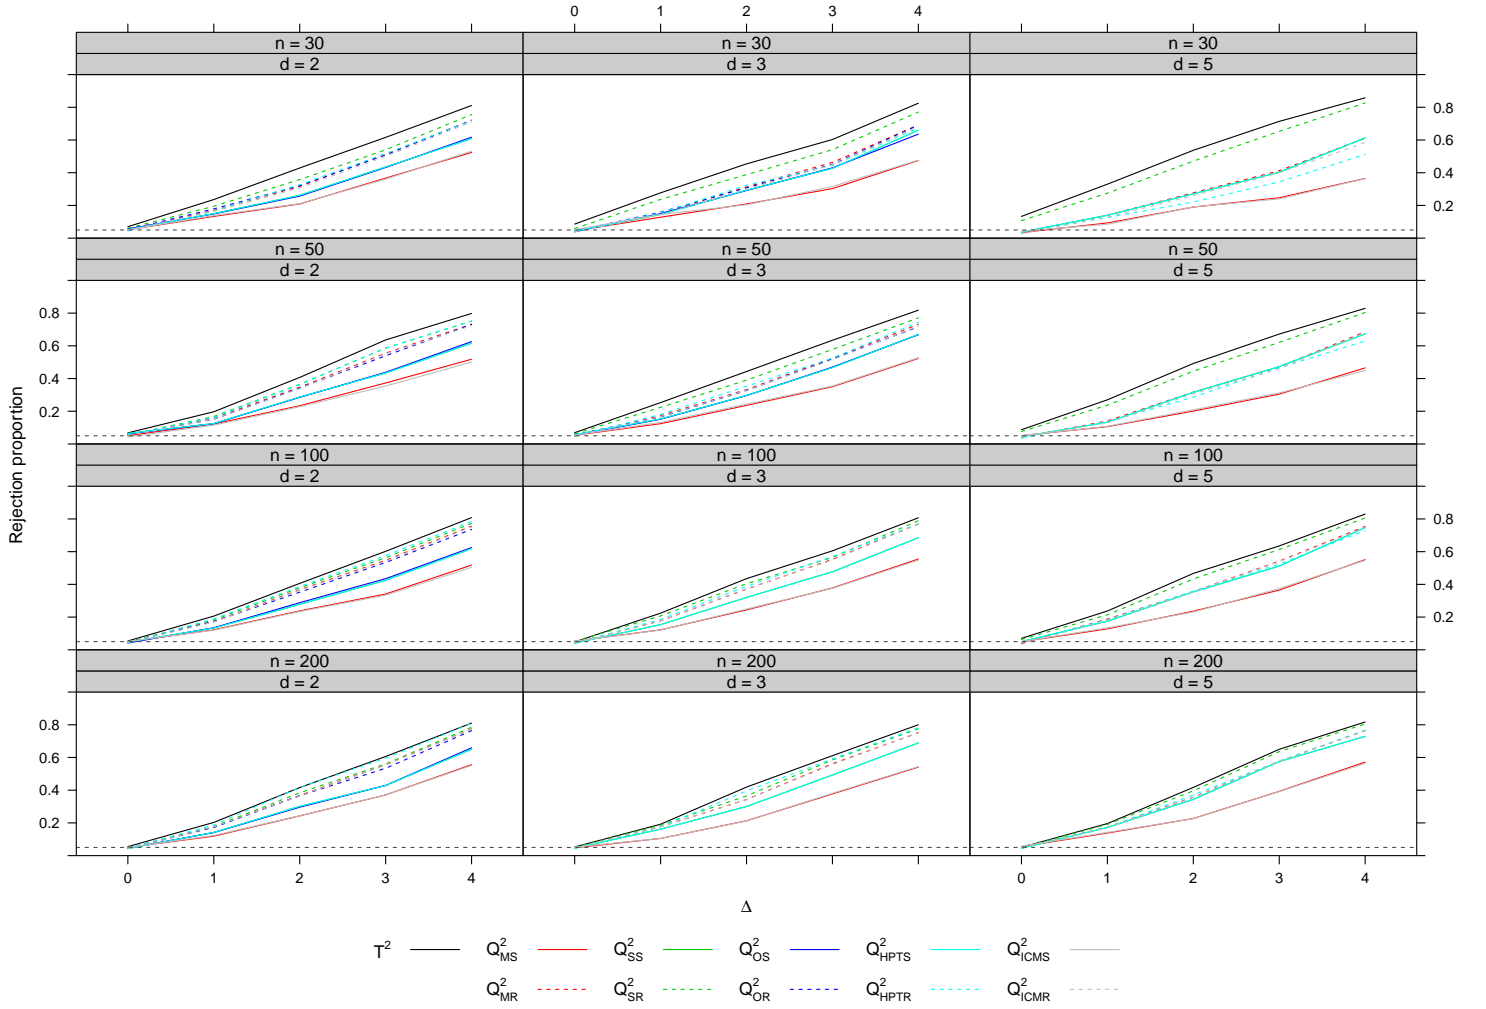 0 1 2 3 4
n = 30 n = 30 n = 30
d = 2 d = 3 d = 5
0.8
0.6
0.4
0.2
n = 50 n = 50 n = 50
d = 2 d = 3 d = 5
0.8
0.6
0.4
0.2
n = 100 n = 100 n = 100
d = 2 d = 3 d = 5
0.8
0.6
0.4
0.2
n = 200 n = 200 n = 200
d = 2 d = 3 d = 5
0.8
0.6
0.4
0.2
0 1 2 3 4 0 1 2 3 4
Rejection proportion
Δ
T² Q²MS Q²SS Q²OS Q²HPTS Q²ICMS
Q²MR Q²SR Q²OR Q²HPTR Q²ICMR